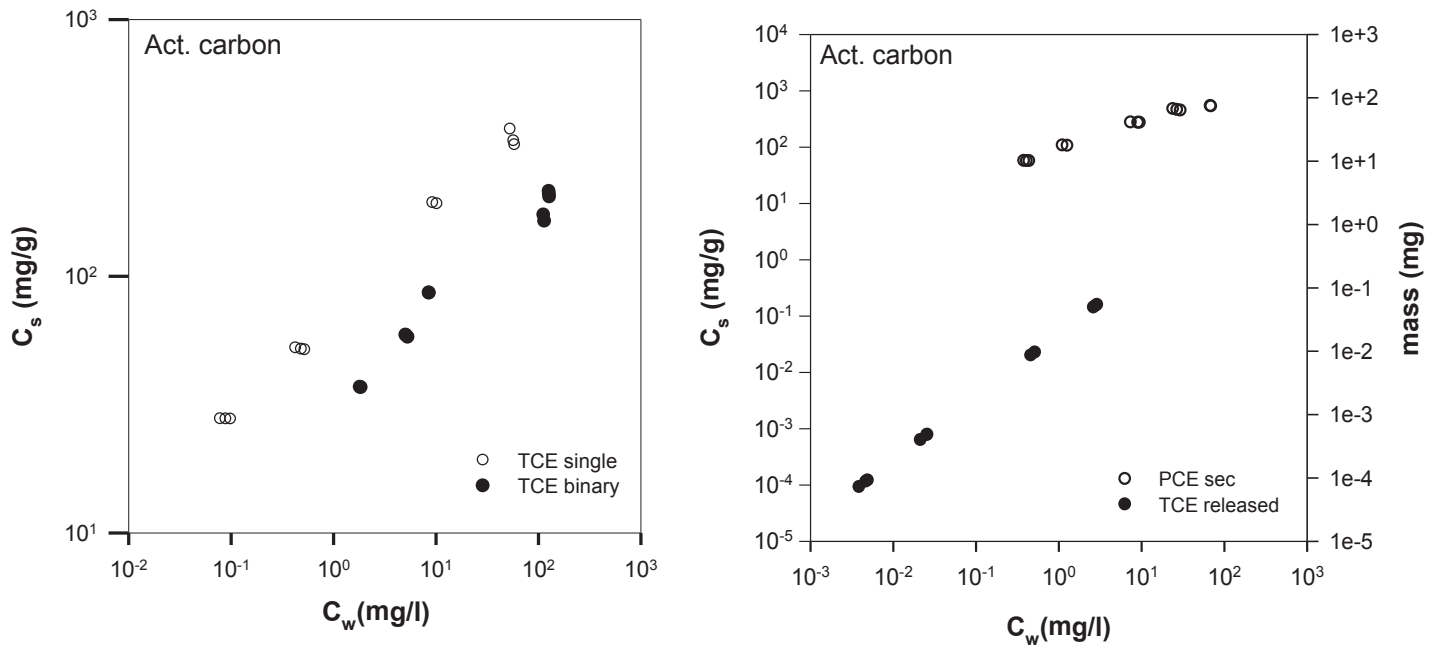 Act. carbon
10³
10²
10¹
C_s (mg/g)
10⁻² 10⁻¹ 10⁰ 10¹ 10² 10³
C_w(mg/l)
TCE single
TCE binary
Act. carbon
10⁴
10³
10²
10¹
10⁰
10⁻¹
10⁻²
10⁻³
10⁻⁴
10⁻⁵
C_s (mg/g)
1e+3
1e+2
1e+1
1e+0
1e-1
1e-2
1e-3
1e-4
1e-5
mass (mg)
PCE sec
TCE released
10⁻³ 10⁻² 10⁻¹ 10⁰ 10¹ 10² 10³
C_w(mg/l)